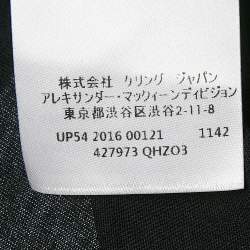 株式会社 ケリング ジャパン
アレキサンダー・マックィーンディビジョン
東京都渋谷区渋谷2-11-8
UP54 2016 00121 1142
427973 QHZO3